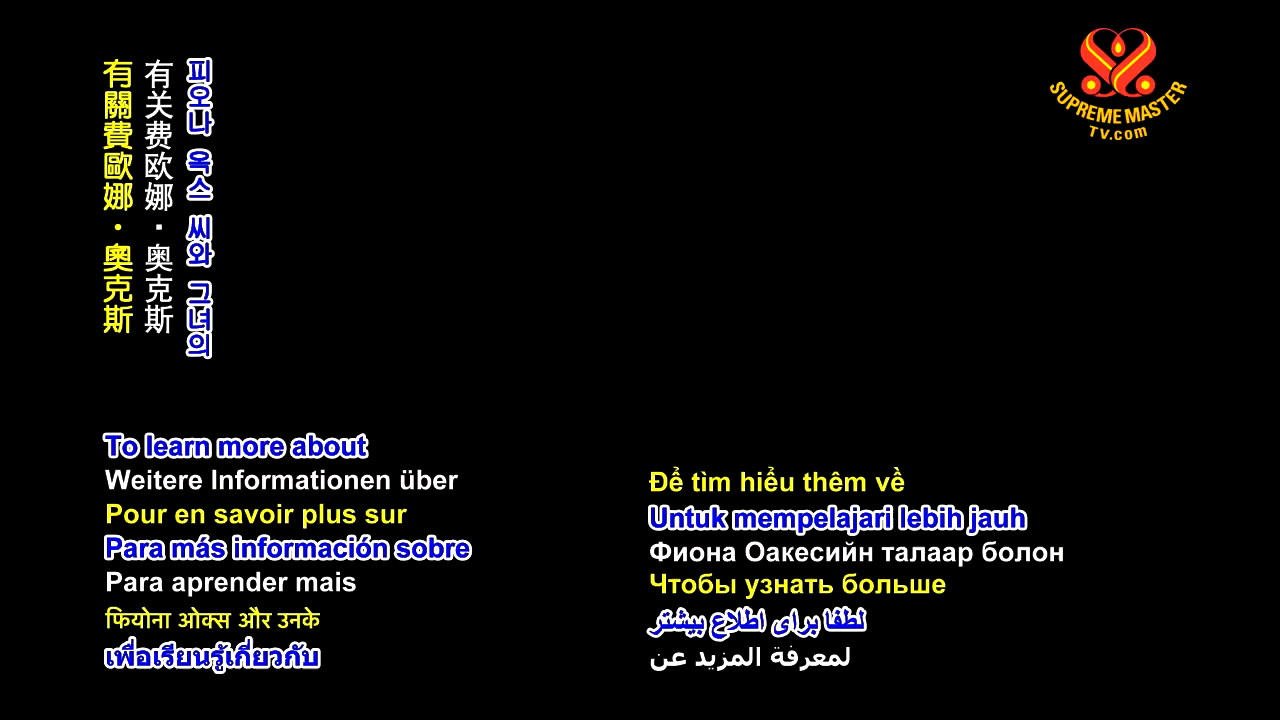 有關費歐娜・奧克斯
有关费欧娜・奥克斯
피오나 옥스 씨와 그녀의
SUPREME MASTER
TV.com
To learn more about
Weitere Informationen über
Pour en savoir plus sur
Para más información sobre
Para aprender mais
फियोना ओक्स और उनके
เพื่อเรียนรู้เกี่ยวกับ
Để tìm hiểu thêm về
Untuk mempelajari lebih jauh
Фиона Оакесийн талаар болон
Чтобы узнать больше
لطفا برای اطلاع بیشتر
لمعرفة المزيد عن